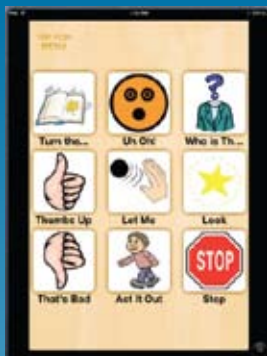 Turn the...
Uh Oh!
Who is Th...
Thumbs Up
Let Me
Look
That's Bad
Act It Out
STOP
Stop